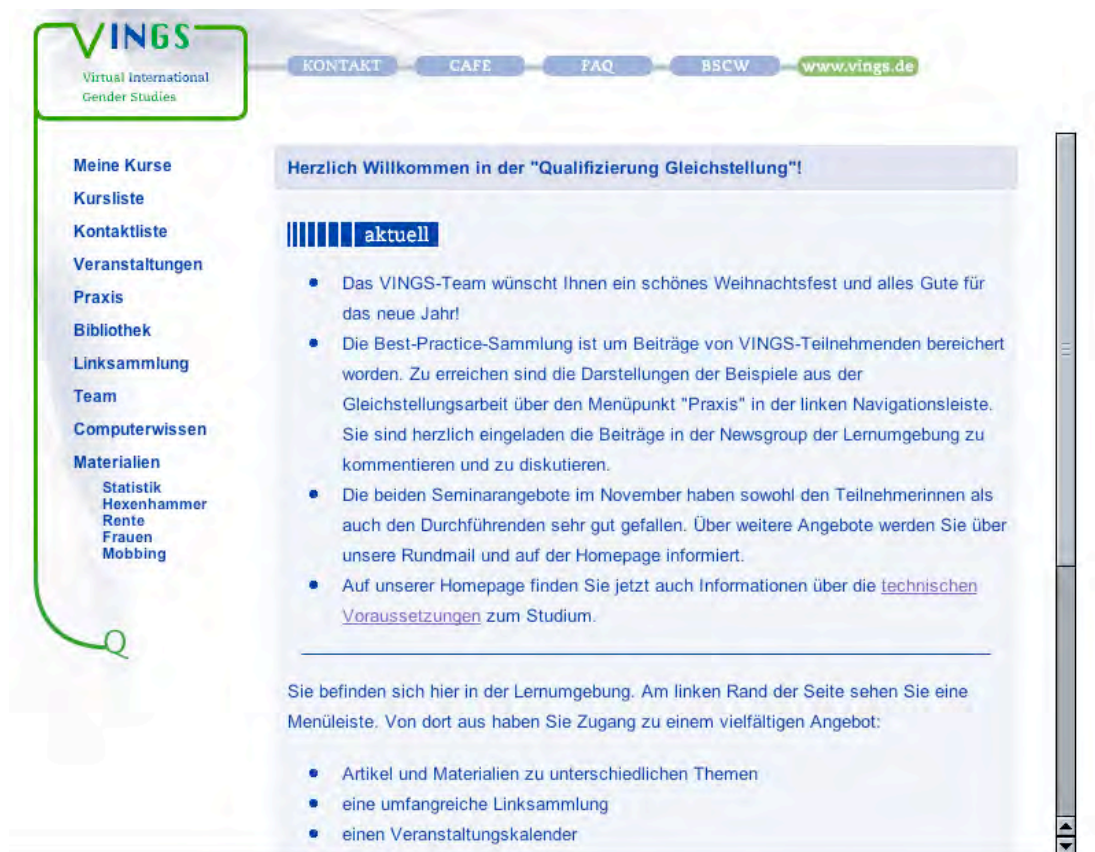 VINGS
Virtual International
Gender Studies
KONTAKT
CAFE
FAQ
BSCW
www.vings.de
Meine Kurse
Kursliste
Kontaktliste
Veranstaltungen
Praxis
Bibliothek
Linksammlung
Team
Computerwissen
Materialien
Statistik
Hexenhammer
Rente
Frauen
Mobbing
Q
Herzlich Willkommen in der "Qualifizierung Gleichstellung"!
aktuell
Das VINGS-Team wünscht Ihnen ein schönes Weihnachtsfest und alles Gute für
das neue Jahr!
Die Best-Practice-Sammlung ist um Beiträge von VINGS-Teilnehmenden bereichert
worden. Zu erreichen sind die Darstellungen der Beispiele aus der
Gleichstellungsarbeit über den Menüpunkt "Praxis" in der linken Navigationsleiste.
Sie sind herzlich eingeladen die Beiträge in der Newsgroup der Lernumgebung zu
kommentieren und zu diskutieren.
Die beiden Seminarangebote im November haben sowohl den Teilnehmerinnen als
auch den Durchführenden sehr gut gefallen. Über weitere Angebote werden Sie über
unsere Rundmail und auf der Homepage informiert.
Auf unserer Homepage finden Sie jetzt auch Informationen über die technischen
Voraussetzungen zum Studium.
Sie befinden sich hier in der Lernumgebung. Am linken Rand der Seite sehen Sie eine
Menüleiste. Von dort aus haben Sie Zugang zu einem vielfältigen Angebot:
Artikel und Materialien zu unterschiedlichen Themen
eine umfangreiche Linksammlung
einen Veranstaltungskalender